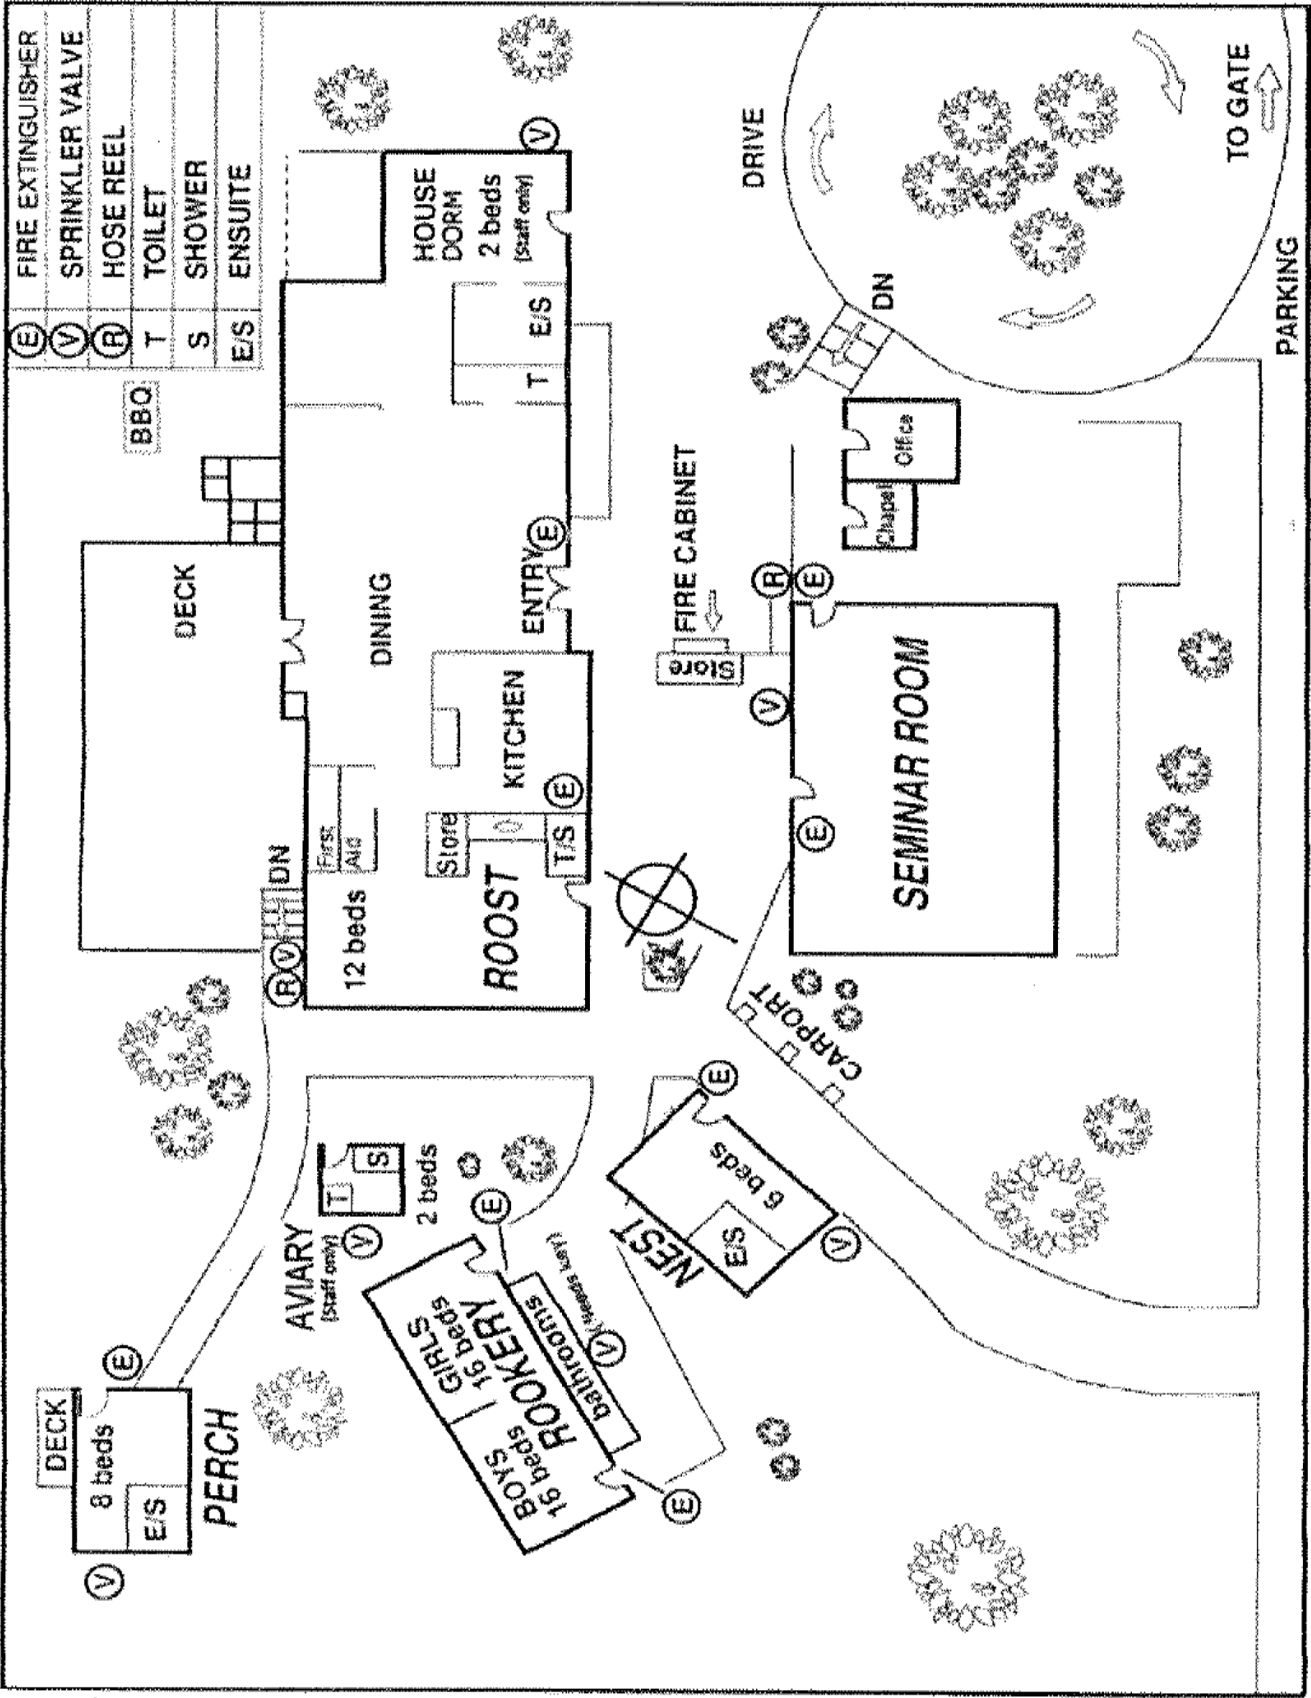 E FIRE EXTINGUISHER
V SPRINKLER VALVE
R HOSE REEL
T TOILET
S SHOWER
E/S ENSUITE
BBQ
DECK
DECK
8 beds
E/S
PERCH
E
V
AVIARY
(Staff only)
T
S
2 beds
V
R
V
DN
12 beds
First
Aid
ROOST
Store
T/S
KITCHEN
E
DINING
ENTRY
E
T
E/S
HOUSE
DORM
2 beds
(Staff only)
V
GIRLS
16 beds
BOYS
16 beds
ROOKERY
bathrooms
V (Needs key)
E
E
NEST
E/S
6 beds
E
V
CARPORT
Store
FIRE CABINET
R
E
V
E
SEMINAR ROOM
Chapel
Office
DN
DRIVE
TO GATE
PARKING